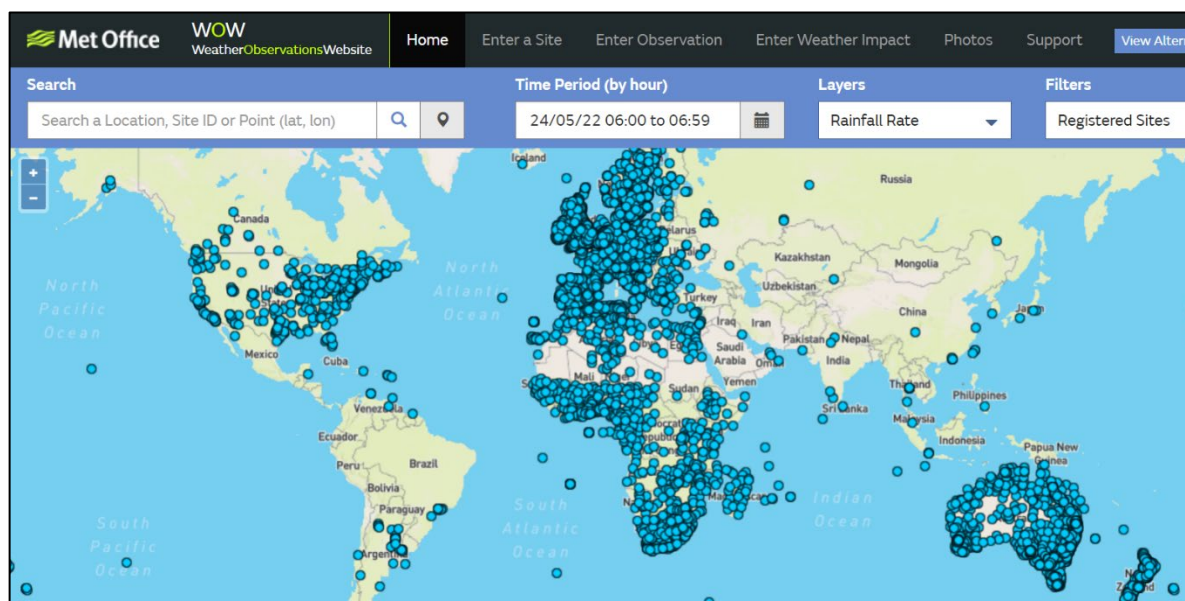 Met Office
WOW
WeatherObservationsWebsite
Home
Enter a Site
Enter Observation
Enter Weather Impact
Photos
Support
View Altern
Search
Time Period (by hour)
Layers
Filters
Search a Location, Site ID or Point (lat, lon)
24/05/22 06:00 to 06:59
Rainfall Rate
Registered Sites
+
−
Iceland
Russia
Canada
Kazakhstan
Mongolia
North
Pacific
Ocean
North
Atlantic
Ocean
Uzbekistan
Turkey
China
Iraq
Iran
Mexico
Cuba
Saudi
Arabia
Oman
Pakistan
Nepal
India
Mali
Sudan
Yemen
Thailand
Philippines
Venezuela
Sri Lanka
Malaysia
Ecuador
Indonesia
Papua New
Guinea
Peru
Brazil
Bolivia
Paraguay
South
Pacific
Ocean
South
Atlantic
Ocean
Indian
Ocean
Argentina